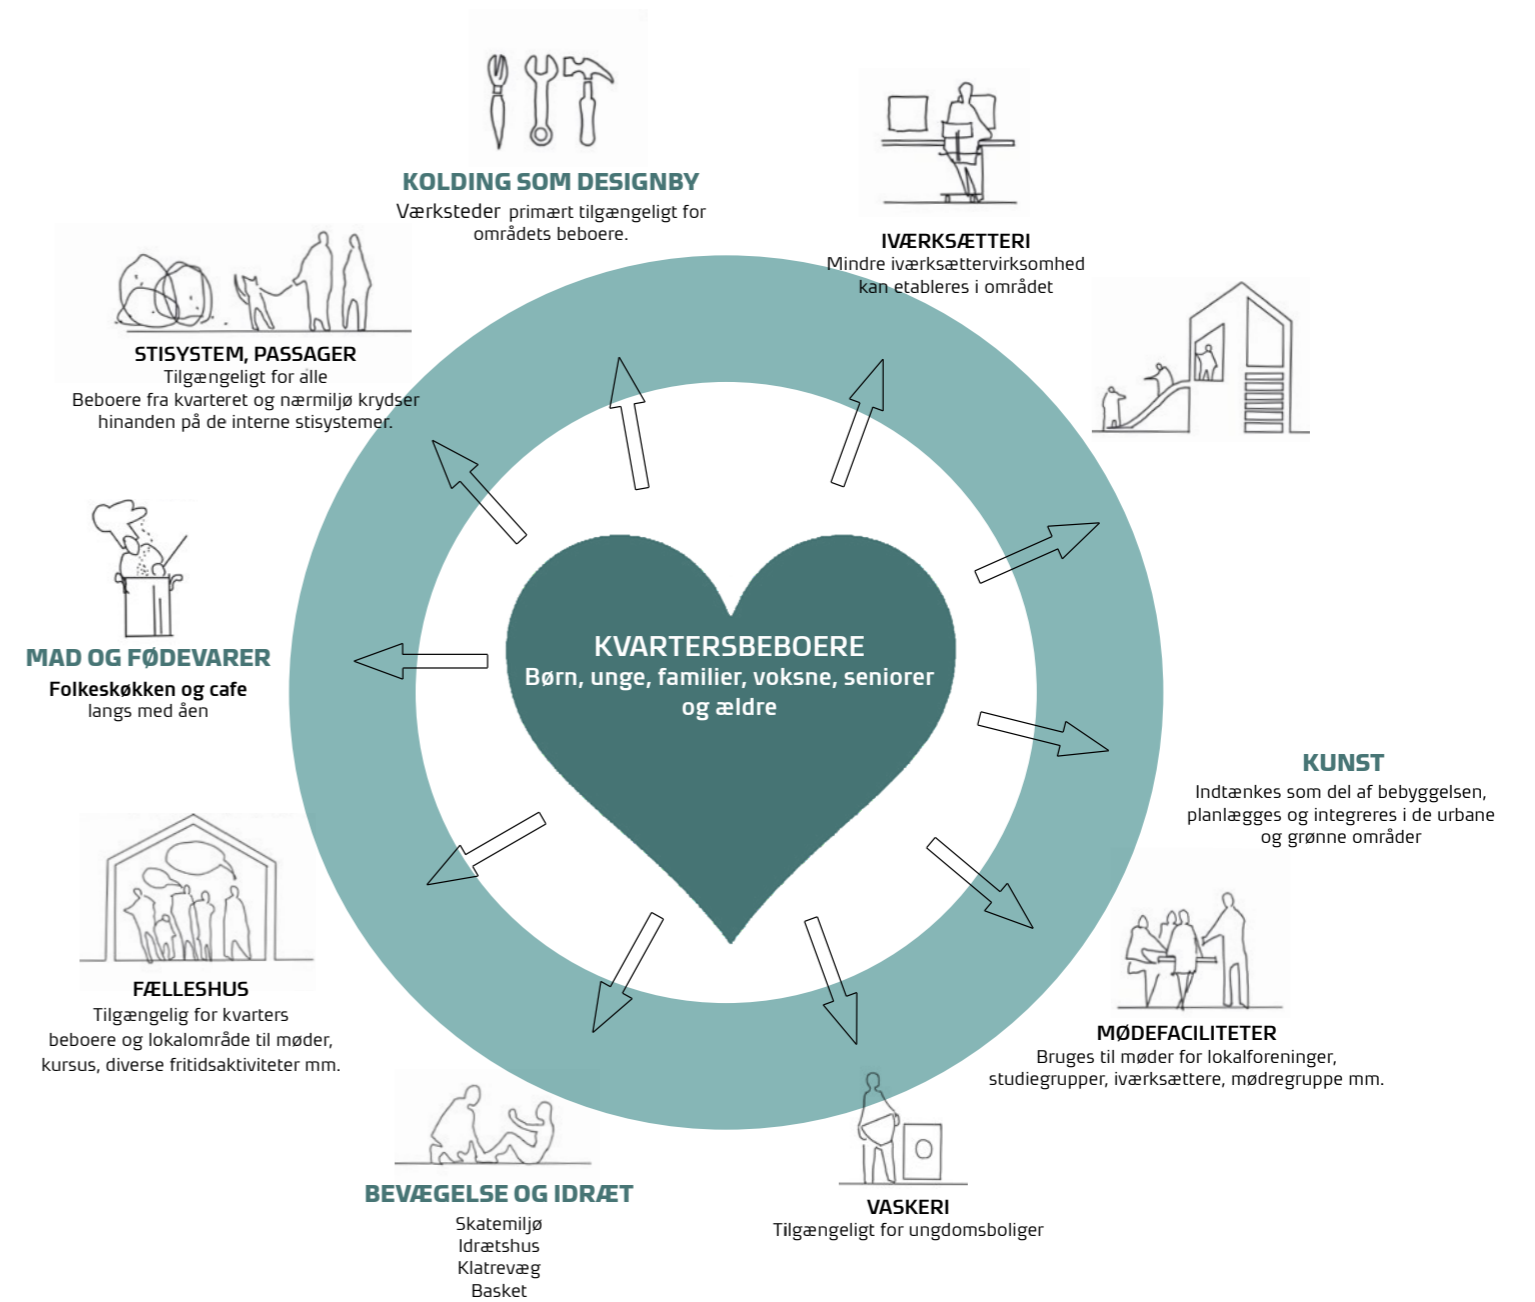 KOLDING SOM DESIGNBY
Værksteder primært tilgængeligt for
områdets beboere.
IVÆRKSÆTTERI
Mindre iværksættervirksomhed
kan etableres i området
STISYSTEM, PASSAGER
Tilgængeligt for alle
Beboere fra kvarteret og nærmiljø krydser
hinanden på de interne stisystemer.
MAD OG FØDEVARER
Folkeskøkken og cafe
langs med åen
KVARTERSBEBOERE
Børn, unge, familier, voksne, seniorer
og ældre
KUNST
Indtænkes som del af bebyggelsen,
planlægges og integreres i de urbane
og grønne områder
FÆLLESHUS
Tilgængelig for kvarters
beboere og lokalområde til møder,
kursus, diverse fritidsaktiviteter mm.
MØDEFACILITETER
Bruges til møder for lokalforeninger,
studiegrupper, iværksættere, mødregruppe mm.
BEVÆGELSE OG IDRÆT
Skatemiljø
Idrætshus
Klatrevæg
Basket
VASKERI
Tilgængeligt for ungdomsboliger